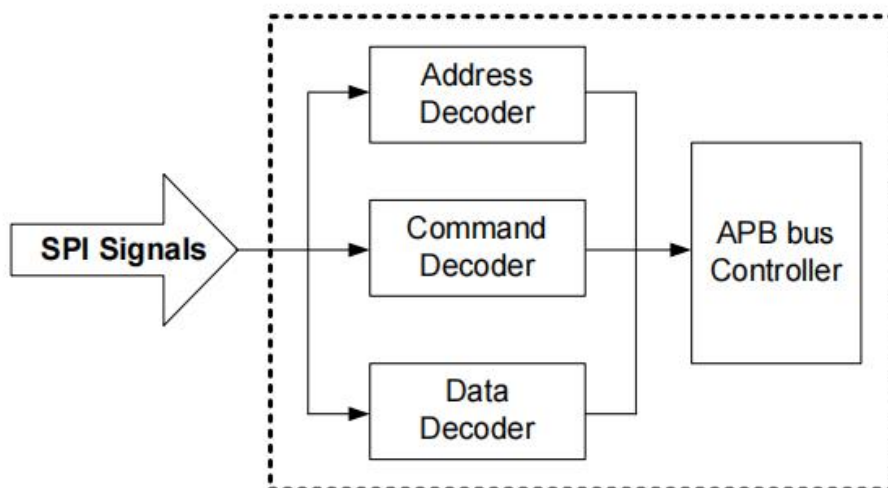 Address
Decoder
SPI Signals
Command
Decoder
APB bus
Controller
Data
Decoder